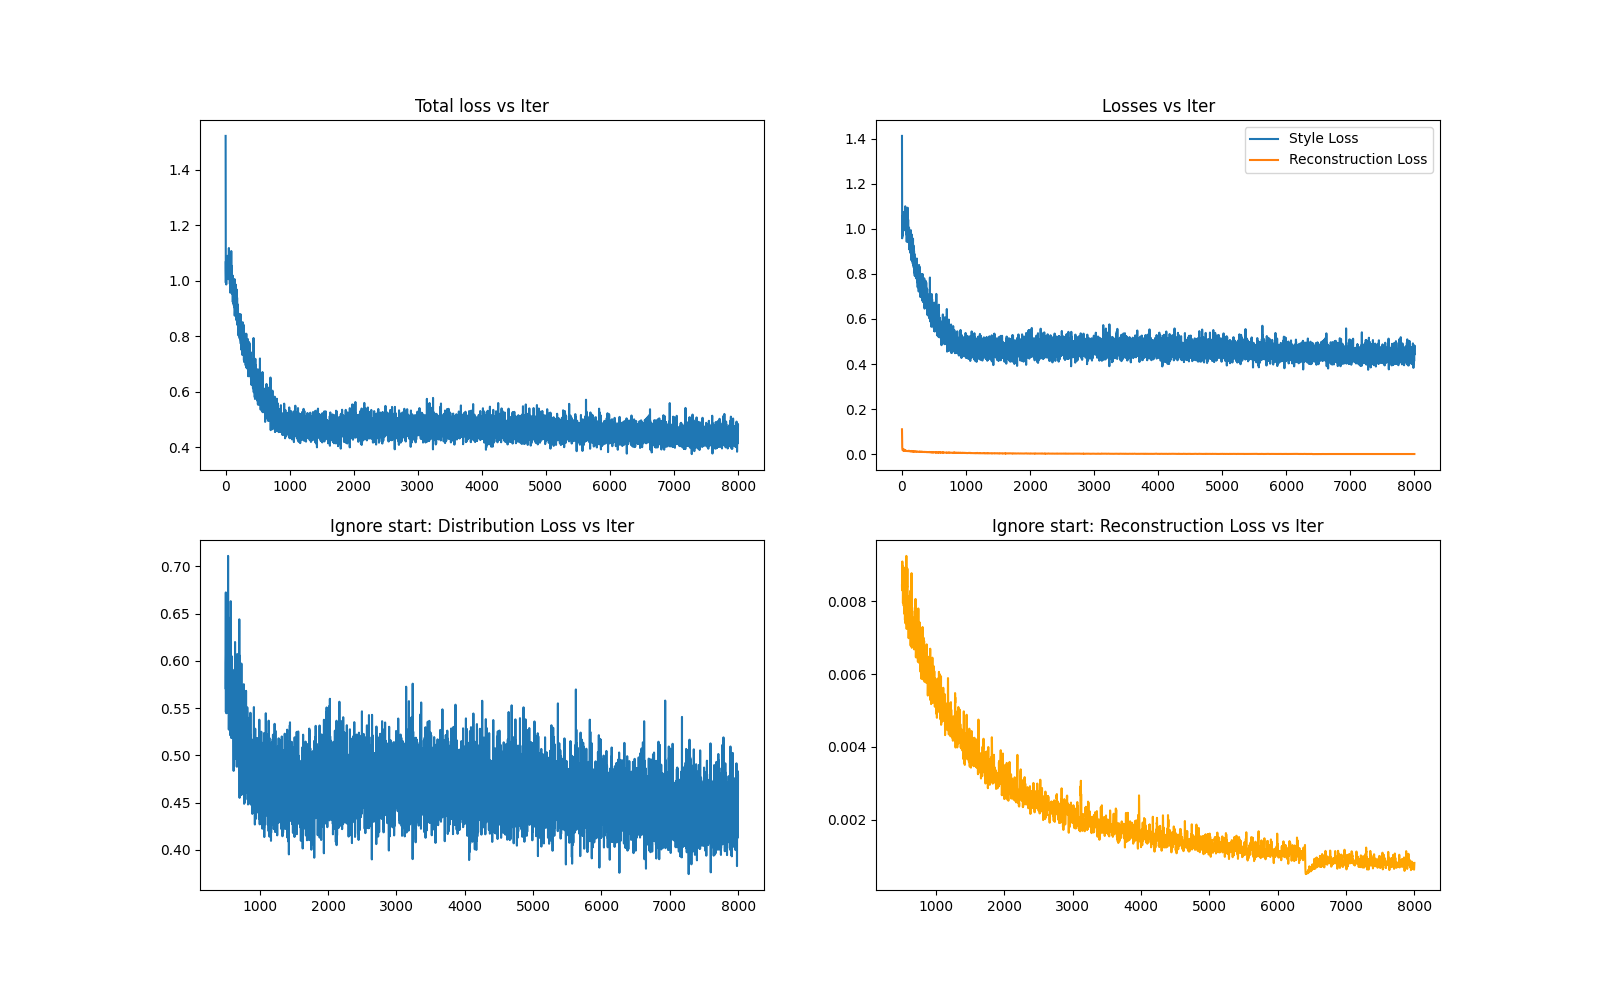 Total loss vs Iter
1.4
1.2
1.0
0.8
0.6
0.4
0 1000 2000 3000 4000 5000 6000 7000 8000
Losses vs Iter
Style Loss
Reconstruction Loss
1.4
1.2
1.0
0.8
0.6
0.4
0.2
0.0
0 1000 2000 3000 4000 5000 6000 7000 8000
Ignore start: Distribution Loss vs Iter
0.70
0.65
0.60
0.55
0.50
0.45
0.40
1000 2000 3000 4000 5000 6000 7000 8000
Ignore start: Reconstruction Loss vs Iter
0.008
0.006
0.004
0.002
1000 2000 3000 4000 5000 6000 7000 8000